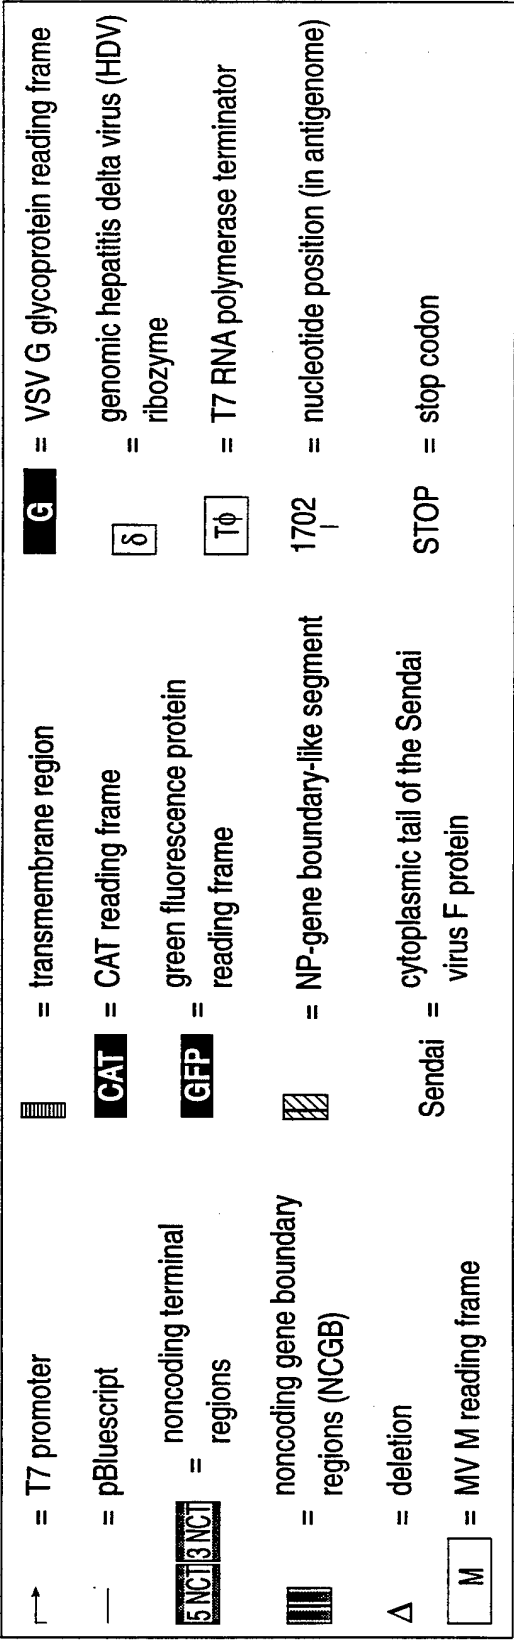 = T7 promoter
= pBluescript
5 NCT 3 NCT = noncoding terminal
regions
= noncoding gene boundary
regions (NCGB)
Δ = deletion
M = MV M reading frame
= transmembrane region
CAT = CAT reading frame
GFP = green fluorescence protein
reading frame
= NP-gene boundary-like segment
Sendai = cytoplasmic tail of the Sendai
virus F protein
G = VSV G glycoprotein reading frame
δ = genomic hepatitis delta virus (HDV)
ribozyme
Tϕ = T7 RNA polymerase terminator
1702 = nucleotide position (in antigenome)
STOP = stop codon